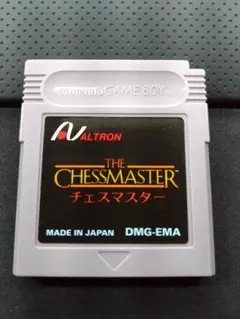 Nintendo GAME BOY
ALTRON
THE
CHESSMASTER
チェスマスター
MADE IN JAPAN DMG-EMA